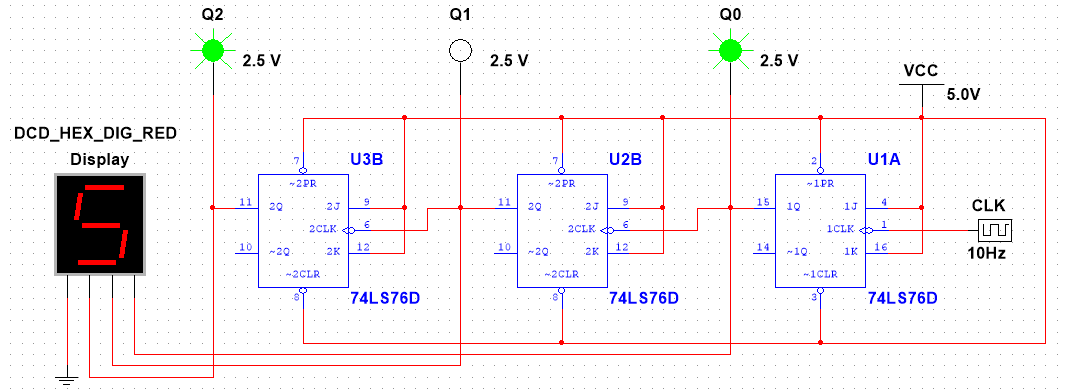 Q2 Q1 Q0
2.5 V 2.5 V 2.5 V
VCC
5.0V
DCD_HEX_DIG_RED
Display
5
7 U3B 7 U2B 2 U1A
~2PR ~2PR ~1PR
11 2Q 2J 9 11 2Q 2J 9 15 1Q 1J 4
CLK
2CLK 6 2CLK 6 1CLK 1
10 ~2Q 2K 12 10 ~2Q 2K 12 14 ~1Q 1K 16
10Hz
~2CLR ~2CLR ~1CLR
8 74LS76D 8 74LS76D 3 74LS76D